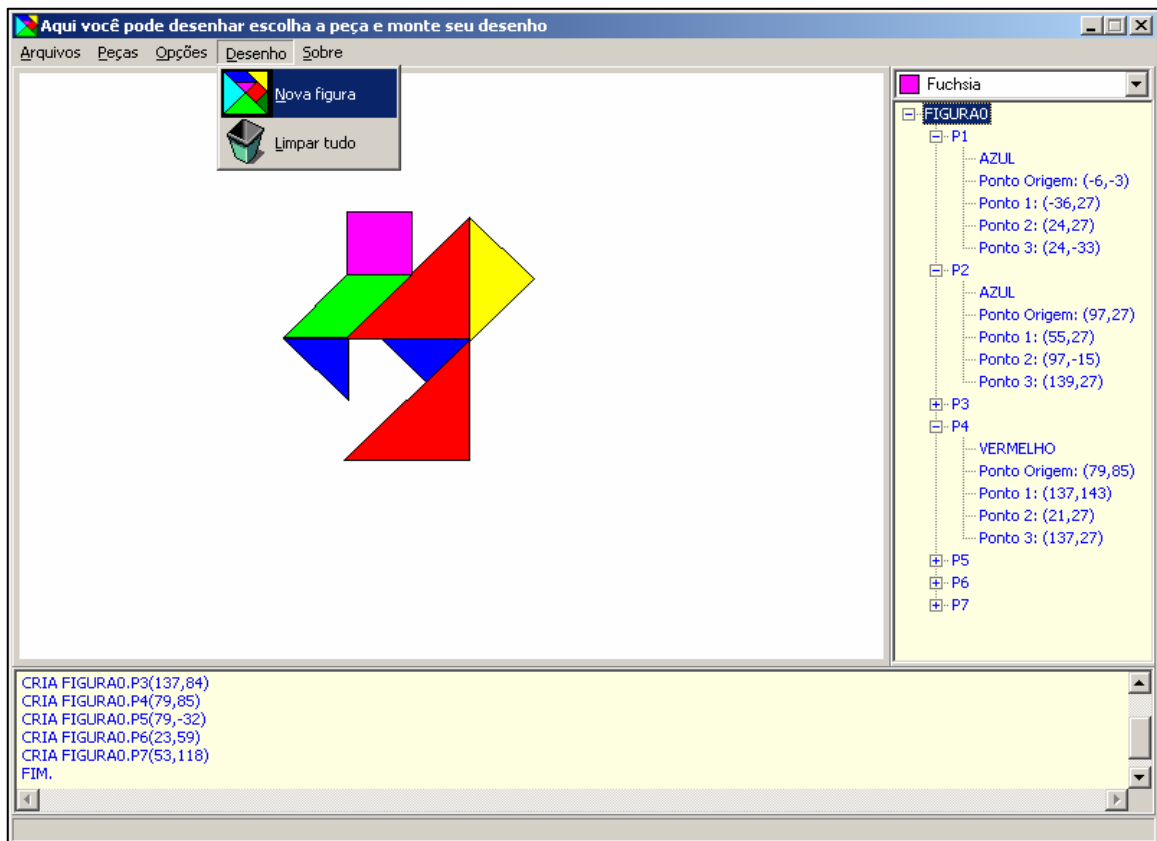 Aqui você pode desenhar escolha a peça e monte seu desenho
Arquivos Peças Opções Desenho Sobre
Nova figura
Limpar tudo
Fuchsia
FIGURA0
P1
AZUL
Ponto Origem: (-6,-3)
Ponto 1: (-36,27)
Ponto 2: (24,27)
Ponto 3: (24,-33)
P2
AZUL
Ponto Origem: (97,27)
Ponto 1: (55,27)
Ponto 2: (97,-15)
Ponto 3: (139,27)
P3
P4
VERMELHO
Ponto Origem: (79,85)
Ponto 1: (137,143)
Ponto 2: (21,27)
Ponto 3: (137,27)
P5
P6
P7
CRIA FIGURA0.P3(137,84)
CRIA FIGURA0.P4(79,85)
CRIA FIGURA0.P5(79,-32)
CRIA FIGURA0.P6(23,59)
CRIA FIGURA0.P7(53,118)
FIM.